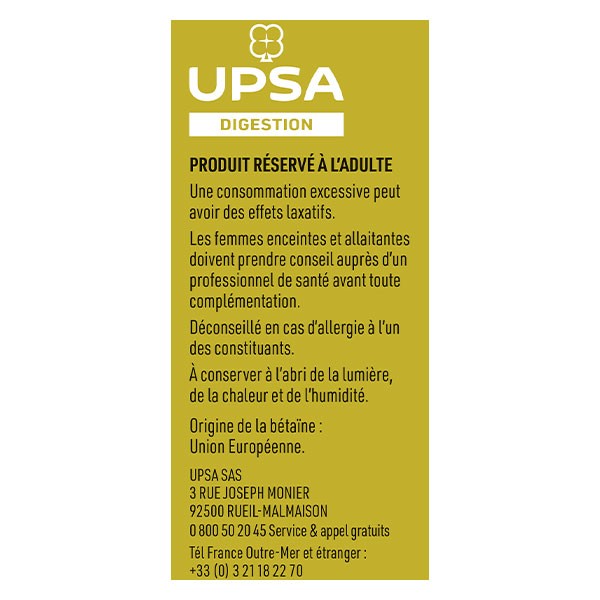 UPSA
DIGESTION
PRODUIT RÉSERVÉ À L'ADULTE
Une consommation excessive peut
avoir des effets laxatifs.
Les femmes enceintes et allaitantes
doivent prendre conseil auprès d'un
professionnel de santé avant toute
complémentation.
Déconseillé en cas d'allergie à l'un
des constituants.
À conserver à l'abri de la lumière,
de la chaleur et de l'humidité.
Origine de la bétaïne :
Union Européenne.
UPSA SAS
3 RUE JOSEPH MONIER
92500 RUEIL-MALMAISON
0 800 50 20 45 Service & appel gratuits
Tél France Outre-Mer et étranger :
+33 (0) 3 21 18 22 70